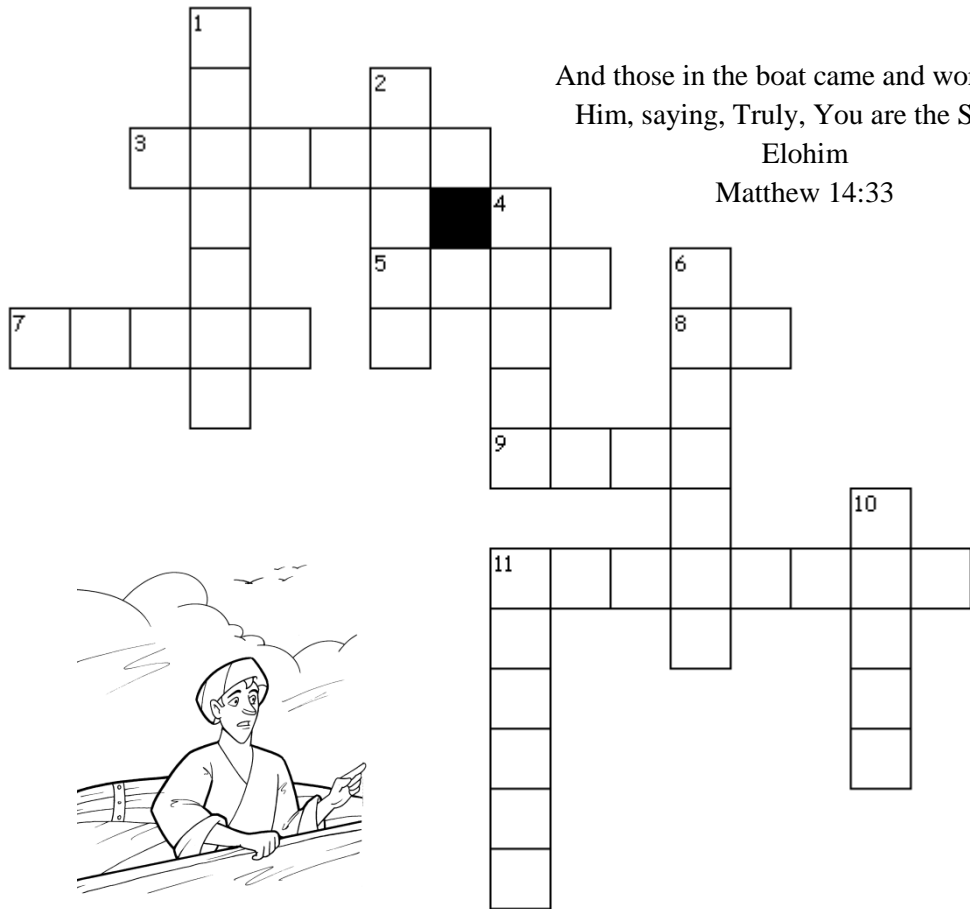 1
2
And those in the boat came and wor
Him, saying, Truly, You are the S
Elohim
Matthew 14:33
3
4
5
6
7
8
9
10
11